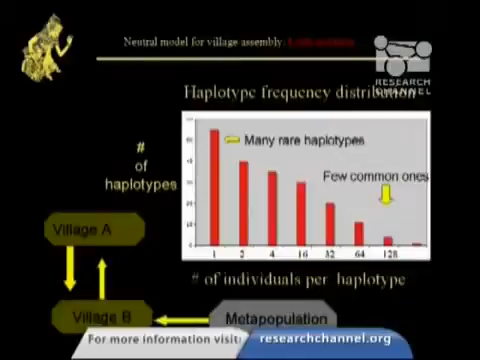 Neutral model for village assembly:
RESEARCH
CHANNEL
Haplotype frequency distribution
#
of
haplotypes
Many rare haplotypes
Few common ones
1 2 4 16 32 64 128
# of individuals per haplotype
Village A
Village B
Metapopulation
For more information visit: researchchannel.org